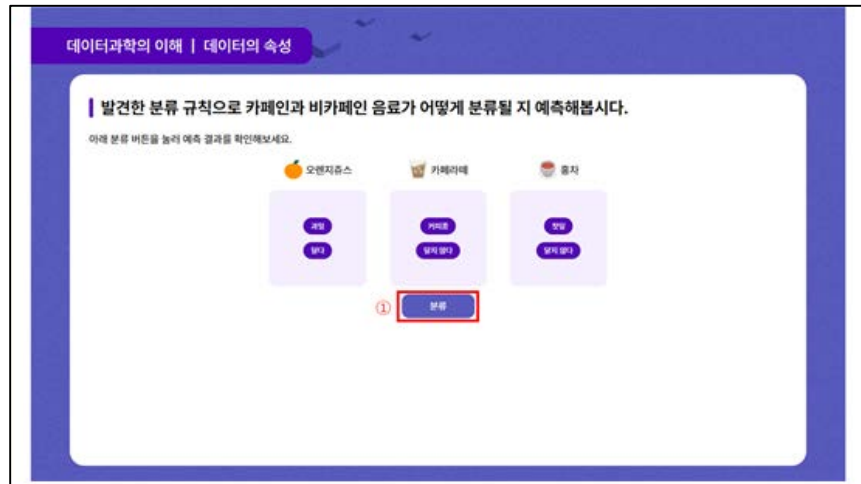 데이터과학의 이해 | 데이터의 속성
발견한 분류 규칙으로 카페인과 비카페인 음료가 어떻게 분류될 지 예측해봅시다.
아래 분류 버튼을 눌러 예측 결과를 확인해보세요.
오렌지쥬스 카페라떼 홍차
과일 커피콩 찻잎
달다 달지 않다 달지 않다
① 분류